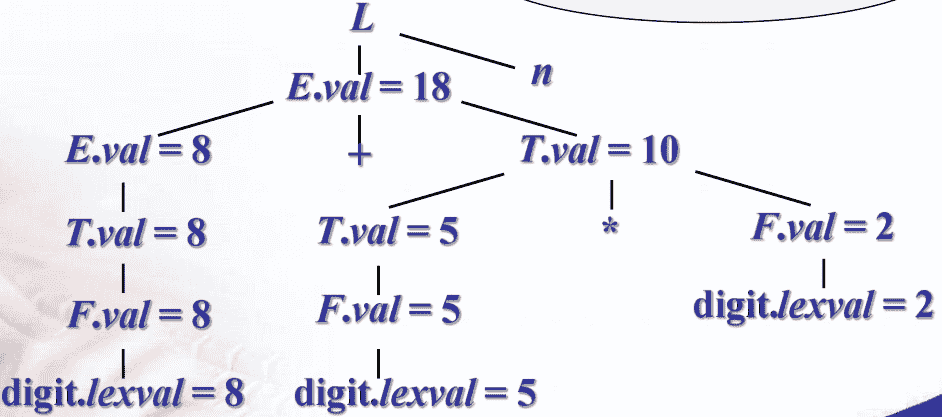 L
E.val = 18 n
E.val = 8 + T.val = 10
T.val = 8 T.val = 5 * F.val = 2
F.val = 8 F.val = 5 digit.lexval = 2
digit.lexval = 8 digit.lexval = 5